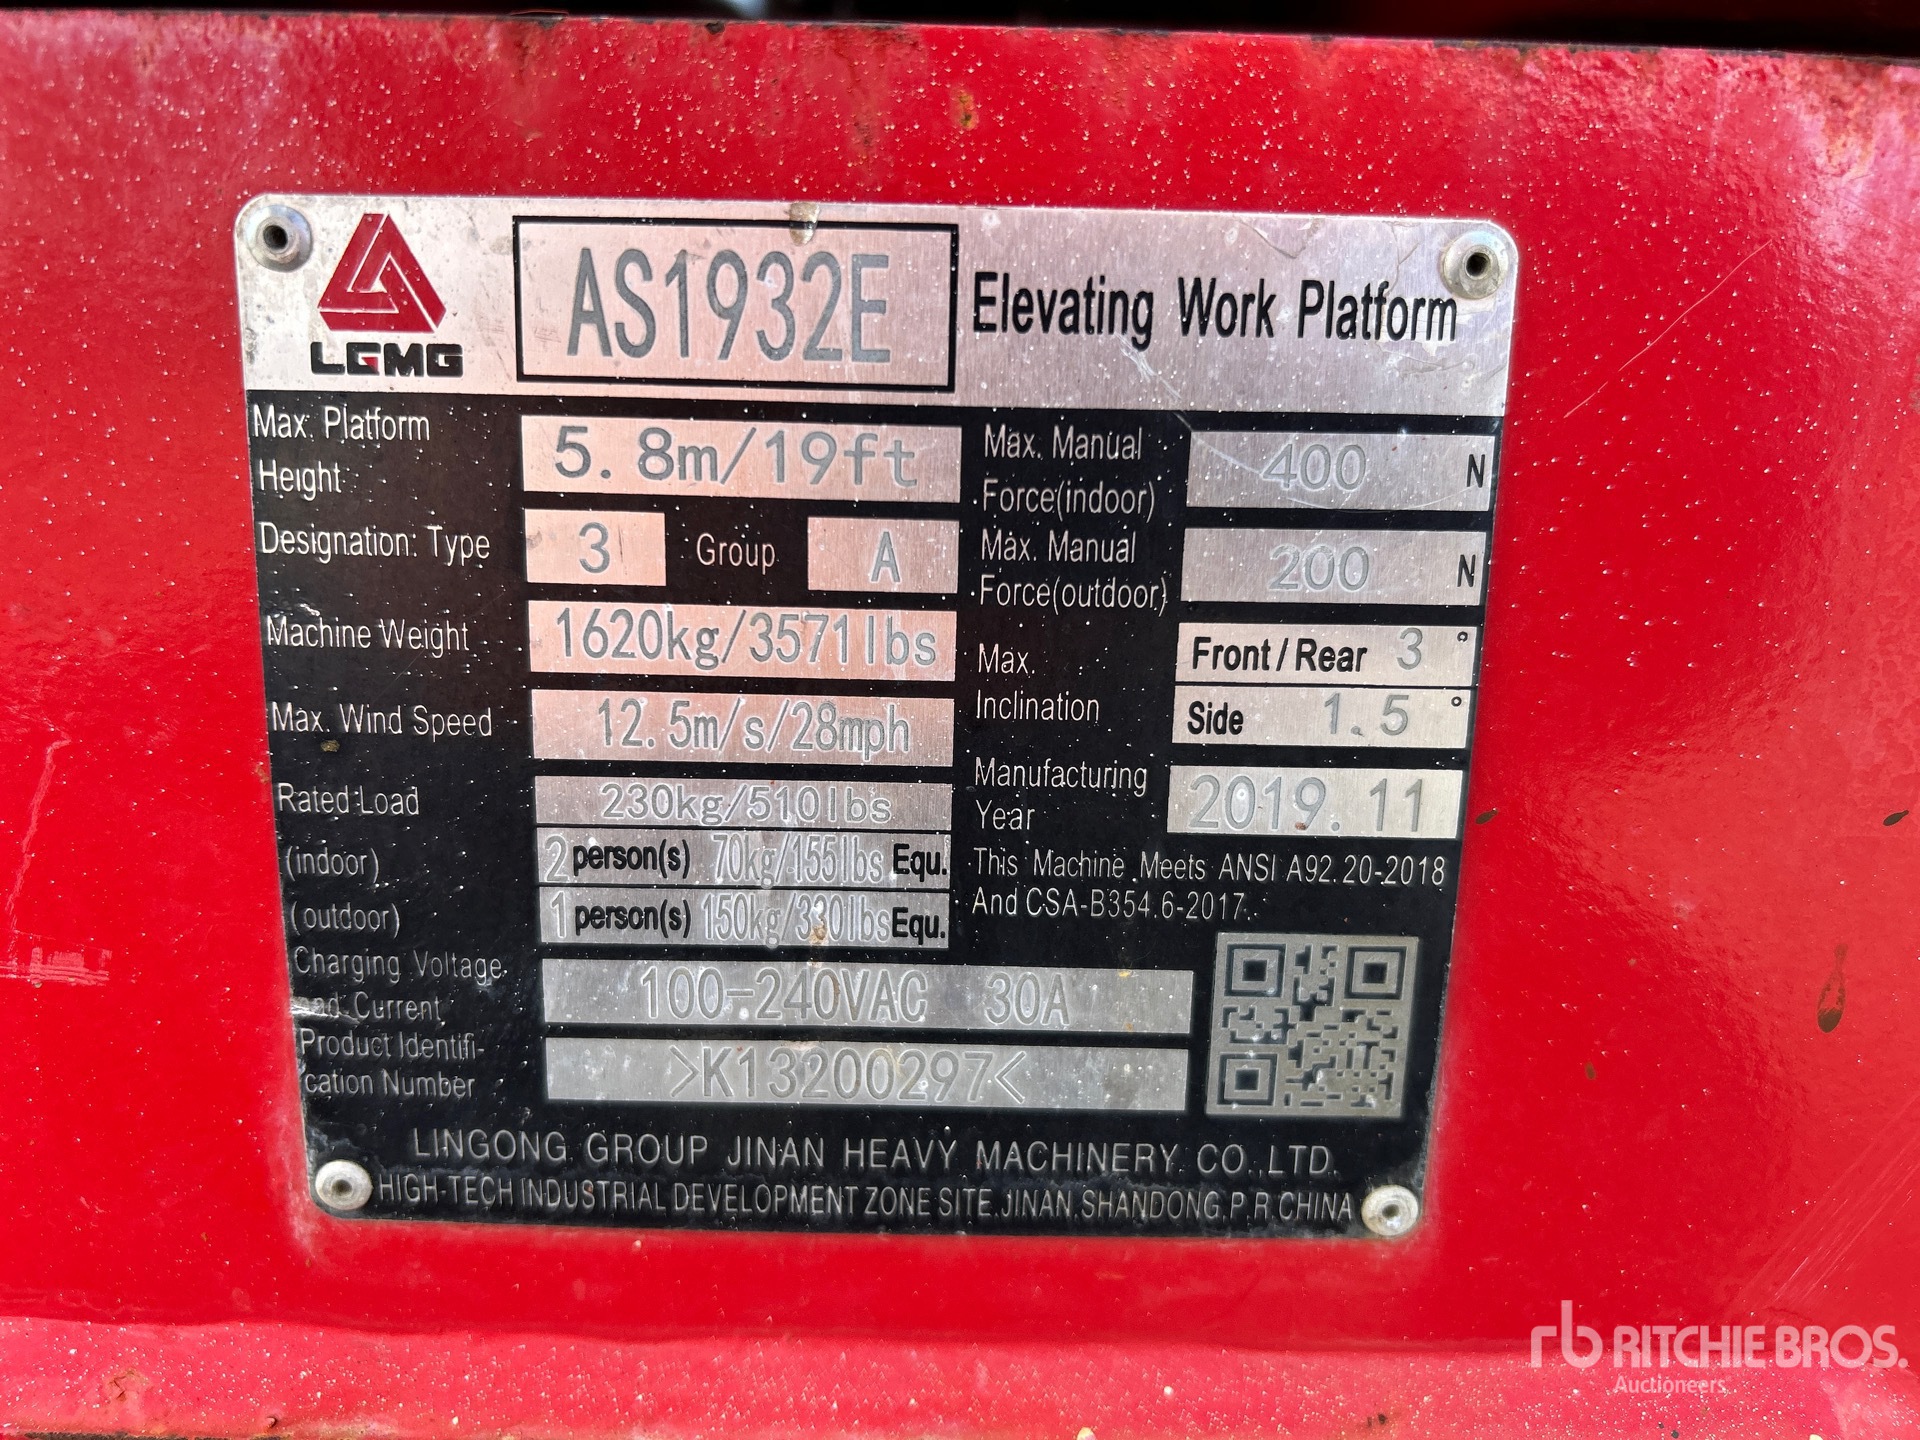 LGMG
AS1932E
Elevating Work Platform
Max. Platform
Height
5.8m/19ft
Designation: Type 3 Group A
Machine Weight 1620kg/3571lbs
Max. Wind Speed 12.5m/s/28mph
Rated Load 230kg/510lbs
(indoor) 2 person(s) 70kg/155lbs Equ.
(outdoor) 1 person(s) 150kg/330lbs Equ.
Max. Manual
Force(indoor)
400 N
Max. Manual
Force(outdoor)
200 N
Max.
Inclination
Front/Rear 3°
Side 1.5°
Manufacturing
Year
2019.11
This Machine Meets ANSI A92.20-2018
And CSA-B354.6-2017.
Charging Voltage
and Current
100-240VAC 30A
Product Identifi-
cation Number
>K13200297<
LINGONG GROUP JINAN HEAVY MACHINERY CO.,LTD.
HIGH-TECH INDUSTRIAL DEVELOPMENT ZONE SITE.JINAN.SHANDONG.P.R.CHINA
rb RITCHIE BROS.
Auctioneers